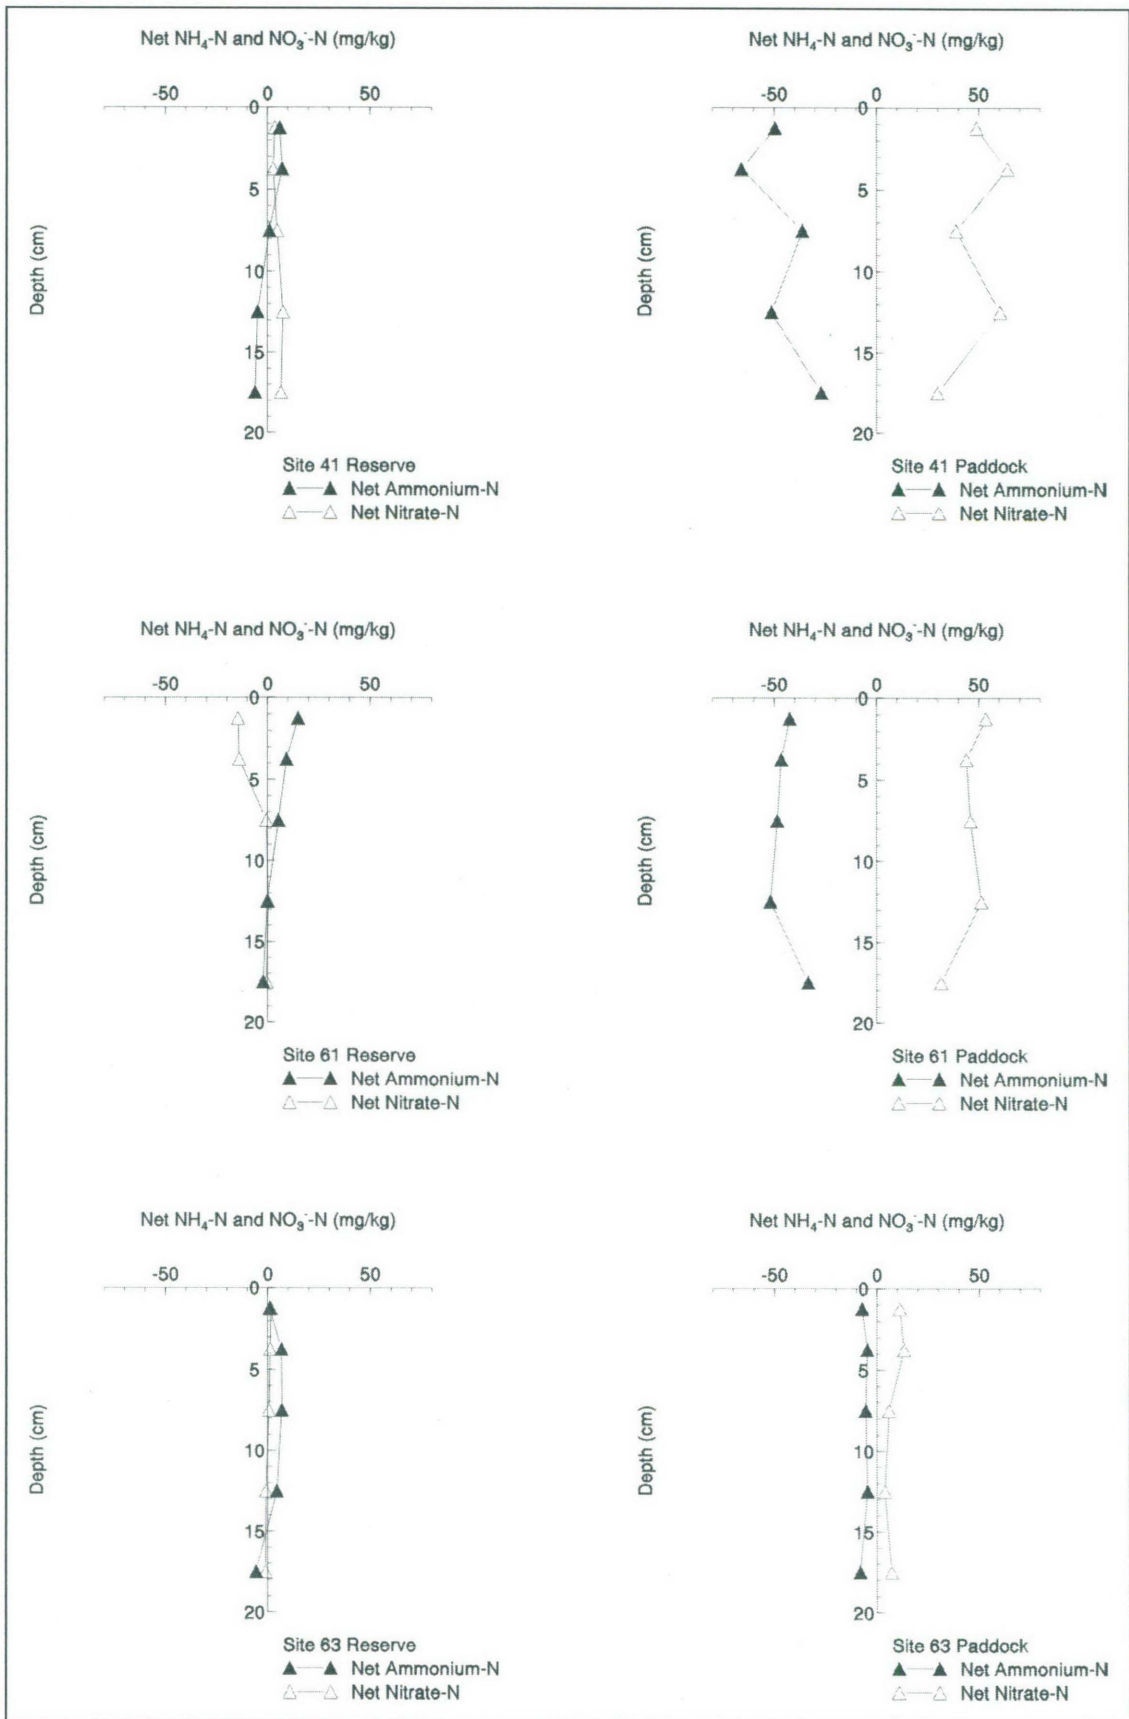 Net NH₄-N and NO₃⁻-N (mg/kg)
-50 0 50
0
5
10
15
20
Depth (cm)
Site 41 Reserve
Net Ammonium-N
Net Nitrate-N
Net NH₄-N and NO₃⁻-N (mg/kg)
-50 0 50
0
5
10
15
20
Depth (cm)
Site 41 Paddock
Net Ammonium-N
Net Nitrate-N
Net NH₄-N and NO₃⁻-N (mg/kg)
-50 0 50
0
5
10
15
20
Depth (cm)
Site 61 Reserve
Net Ammonium-N
Net Nitrate-N
Net NH₄-N and NO₃⁻-N (mg/kg)
-50 0 50
0
5
10
15
20
Depth (cm)
Site 61 Paddock
Net Ammonium-N
Net Nitrate-N
Net NH₄-N and NO₃⁻-N (mg/kg)
-50 0 50
0
5
10
15
20
Depth (cm)
Site 63 Reserve
Net Ammonium-N
Net Nitrate-N
Net NH₄-N and NO₃⁻-N (mg/kg)
-50 0 50
0
5
10
15
20
Depth (cm)
Site 63 Paddock
Net Ammonium-N
Net Nitrate-N